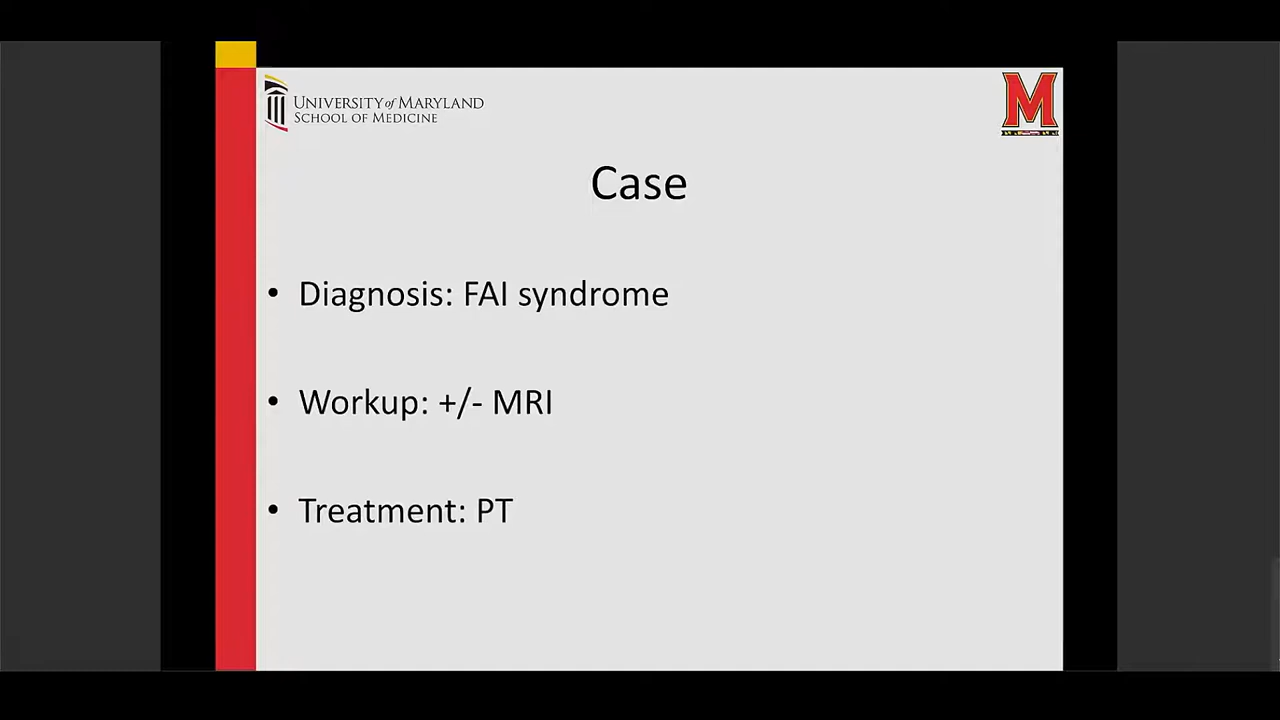 UNIVERSITY of MARYLAND
SCHOOL OF MEDICINE
M
Case
• Diagnosis: FAI syndrome
• Workup: +/- MRI
• Treatment: PT